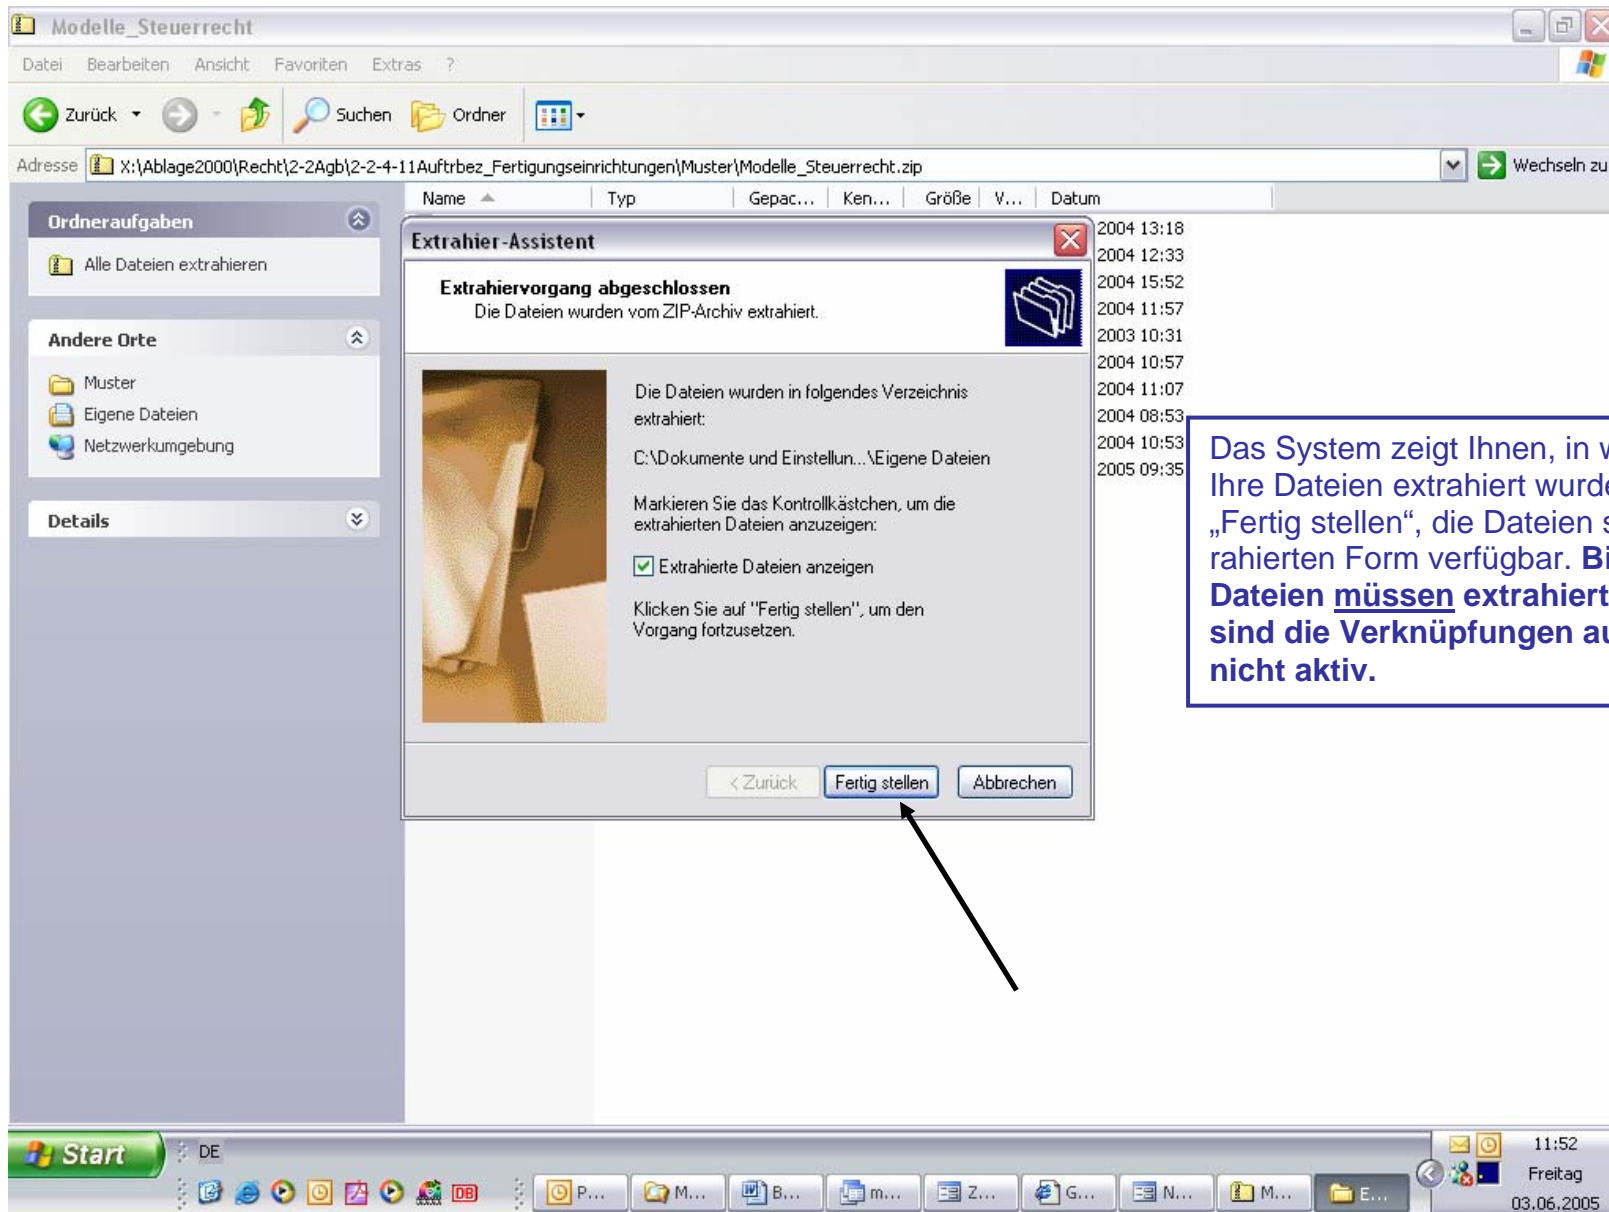 Modelle_Steuerrecht
Datei Bearbeiten Ansicht Favoriten Extras ?
Zurück Suchen Ordner
Adresse X:\Ablage2000\Recht\2-2Agb\2-2-4-11Auftrbez_Fertigungseinrichtungen\Muster\Modelle_Steuerrecht.zip Wechseln zu
Name Typ Gepac... Ken... Größe V... Datum
Ordneraufgaben
Alle Dateien extrahieren
Andere Orte
Muster
Eigene Dateien
Netzwerkumgebung
Details
2004 13:18
2004 12:33
2004 15:52
2004 11:57
2003 10:31
2004 10:57
2004 11:07
2004 08:53
2004 10:53
2005 09:35
Extrahier-Assistent
Extrahiervorgang abgeschlossen
Die Dateien wurden vom ZIP-Archiv extrahiert.
Die Dateien wurden in folgendes Verzeichnis
extrahiert:
C:\Dokumente und Einstellun...\Eigene Dateien
Markieren Sie das Kontrollkästchen, um die
extrahierten Dateien anzuzeigen:
Extrahierte Dateien anzeigen
Klicken Sie auf "Fertig stellen", um den
Vorgang fortzusetzen.
< Zurück Fertig stellen Abbrechen
Das System zeigt Ihnen, in
Ihre Dateien extrahiert
„Fertig stellen“, die Dateien
rahierten Form verfügbar.
Dateien müssen extrahiert
sind die Verknüpfungen
nicht aktiv.
Start DE
DB P... M... B... m... Z... G... N... M... E...
11:52
Freitag
03.06.2005